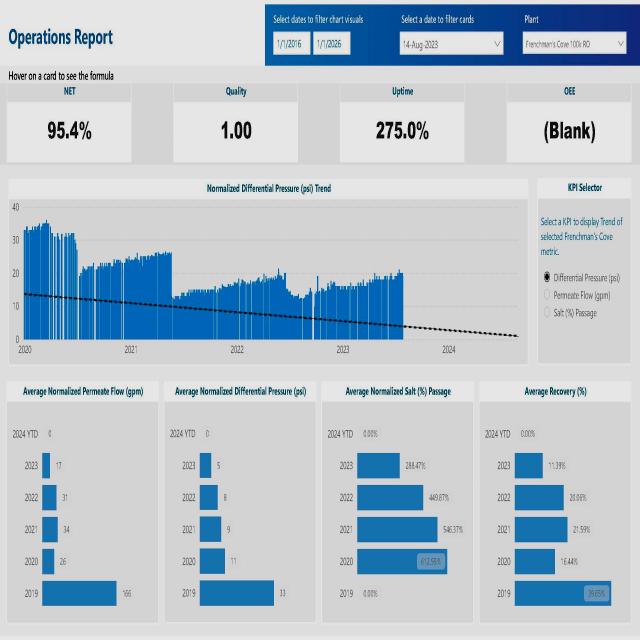 Operations Report
Select dates to filter chart visuals
1/1/2016 1/1/2026
Select a date to filter cards
14-Aug-2023
Plant
Frenchman's Cove 100k RO
Hover on a card to see the formula
NET
95.4%
Quality
1.00
Uptime
275.0%
OEE
(Blank)
Normalized Differential Pressure (psi) Trend
40
30
20
10
0
2020 2021 2022 2023 2024
KPI Selector
Select a KPI to display Trend of
selected Frenchman's Cove
metric.
Differential Pressure (psi)
Permeate Flow (gpm)
Salt (%) Passage
Average Normalized Permeate Flow (gpm)
2024 YTD 0
2023 17
2022 31
2021 34
2020 26
2019 166
Average Normalized Differential Pressure (psi)
2024 YTD 0
2023 5
2022 8
2021 9
2020 11
2019 33
Average Normalized Salt (%) Passage
2024 YTD 0.00%
2023 288.47%
2022 449.87%
2021 546.37%
2020 612.55%
2019 0.00%
Average Recovery (%)
2024 YTD 0.00%
2023 11.39%
2022 20.06%
2021 21.59%
2020 16.44%
2019 39.65%